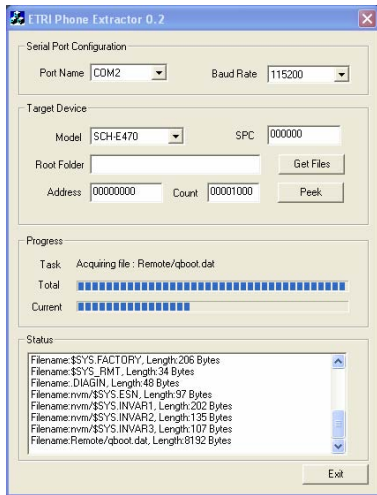 ETRI Phone Extractor 0.2
Serial Port Configuration
Port Name COM2 Baud Rate 115200
Target Device
Model SCH-E470 SPC 000000
Root Folder Get Files
Address 00000000 Count 00001000 Peek
Progress
Task Acquiring file : Remote/qboot.dat
Total
Current
Status
Filename:$SYS.FACTORY, Length:206 Bytes
Filename:$SYS_RMT, Length:34 Bytes
Filename:.DIAGIN, Length:48 Bytes
Filename:nvm/$SYS.ESN, Length:97 Bytes
Filename:nvm/$SYS.INVAR1, Length:202 Bytes
Filename:nvm/$SYS.INVAR2, Length:135 Bytes
Filename:nvm/$SYS.INVAR3, Length:107 Bytes
Filename:Remote/qboot.dat, Length:8192 Bytes
Exit